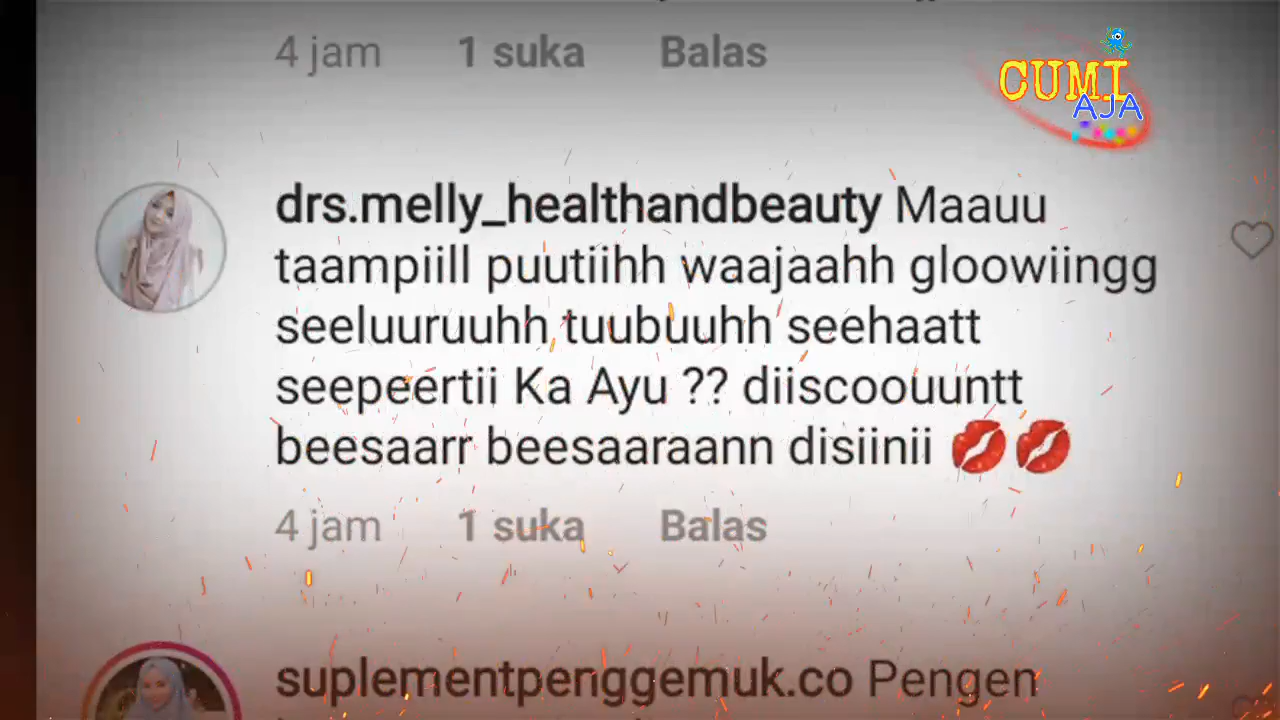 4 jam 1 suka Balas
CUMI
AJA
drs.melly_healthandbeauty Maauu
taampiill puutiihh waajaahh gloowiingg
seeluuruuhh tuubuuhh seehaatt
seepeertii Ka Ayu ?? diiscoouuntt
beesaarr beesaaraann disiinii 💋💋
4 jam 1 suka Balas
suplementpenggemuk.co Pengen